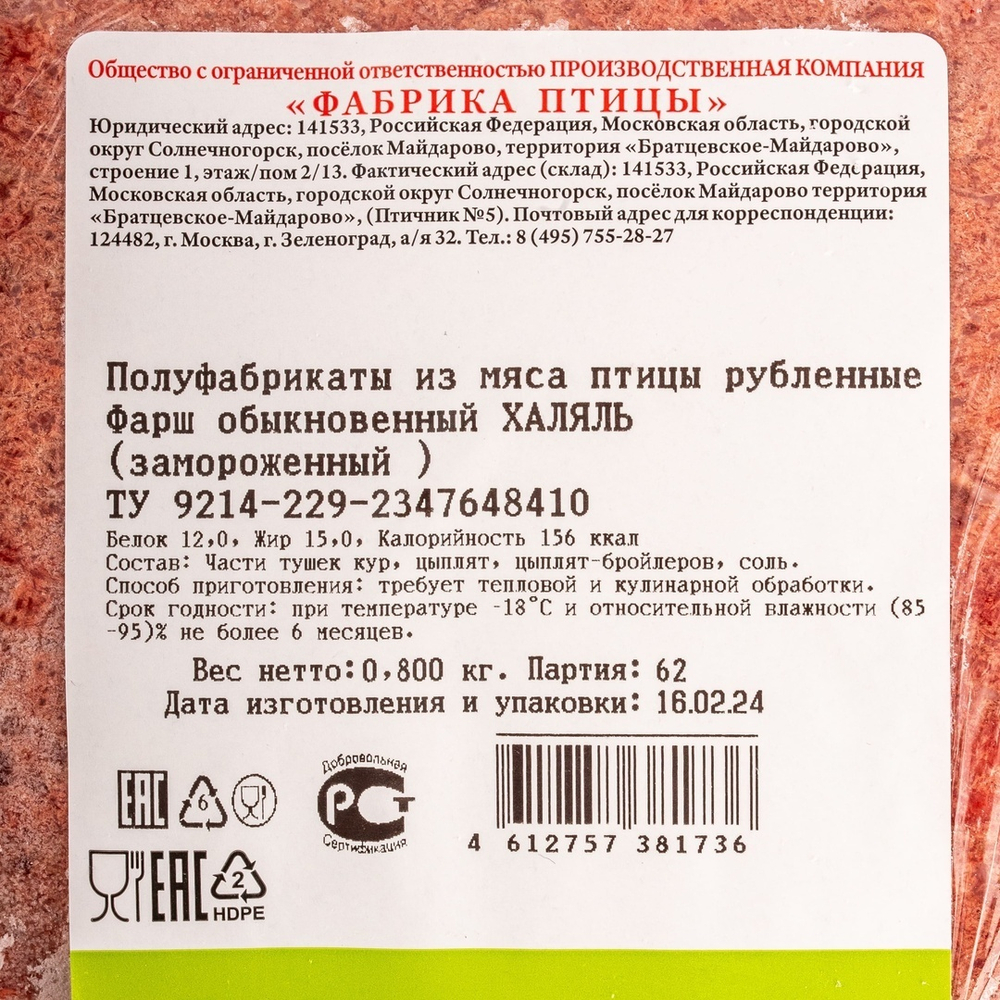 Общество с ограниченной ответственностью ПРОИЗВОДСТВЕННАЯ КОМПАНИЯ
«ФАБРИКА ПТИЦЫ»
Юридический адрес: 141533, Российская Федерация, Московская область, городской
округ Солнечногорск, посёлок Майдарово, территория «Братцевское-Майдарово»,
строение 1, этаж/пом 2/13. Фактический адрес (склад): 141533, Российская Федерация,
Московская область, городской округ Солнечногорск, посёлок Майдарово территория
«Братцевское-Майдарово», (Птичник №5). Почтовый адрес для корреспонденции:
124482, г. Москва, г. Зеленоград, а/я 32. Тел.: 8 (495) 755-28-27
Полуфабрикаты из мяса птицы рубленные
Фарш обыкновенный ХАЛЯЛЬ
(замороженный )
ТУ 9214-229-2347648410
Белок 12,0, Жир 15,0, Калорийность 156 ккал
Состав: Части тушек кур, цыплят, цыплят-бройлеров, соль.
Способ приготовления: требует тепловой и кулинарной обработки.
Срок годности: при температуре -18°С и относительной влажности (85
-95)% не более 6 месяцев.
Вес нетто:0,800 кг. Партия: 62
Дата изготовления и упаковки: 16.02.24
Добровольная
EAC 6 РСТ
Сертификация
4 612757 381736
EAC 2
HDPE